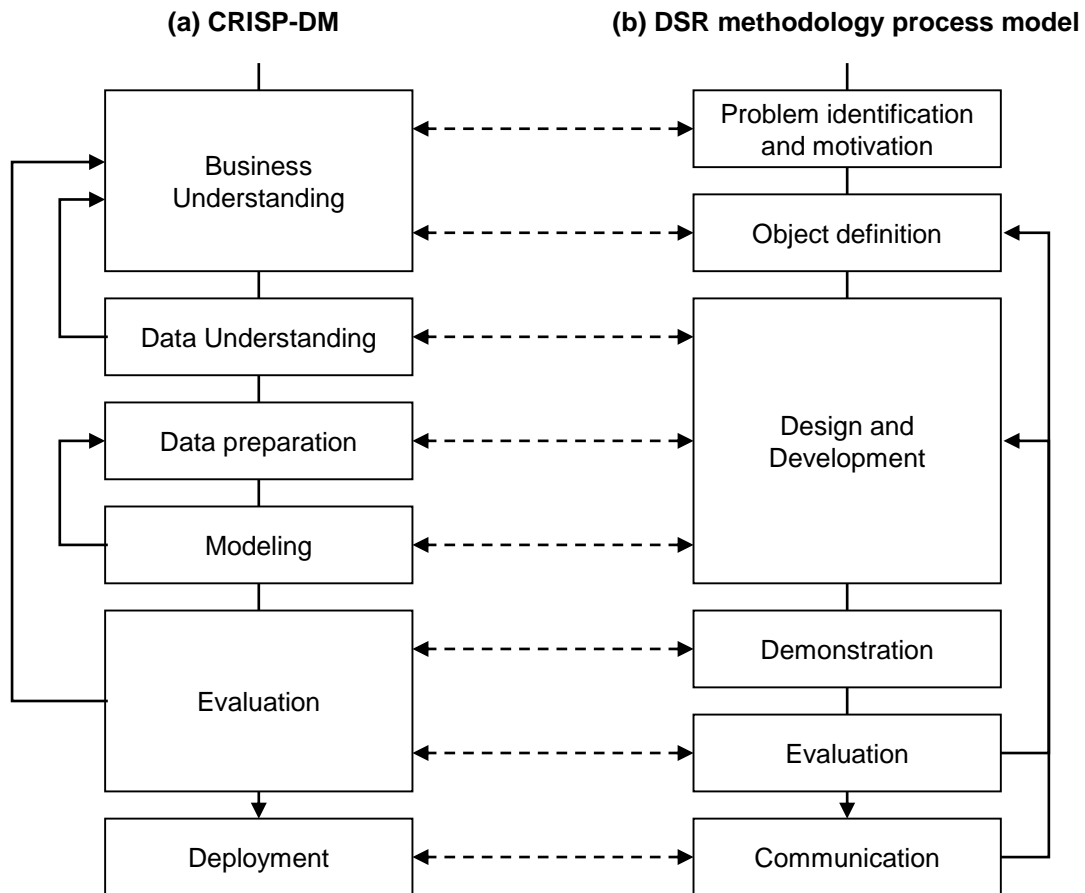 (a) CRISP-DM
(b) DSR methodology process model
Business
Understanding
Data Understanding
Data preparation
Modeling
Evaluation
Deployment
Problem identification
and motivation
Object definition
Design and
Development
Demonstration
Evaluation
Communication